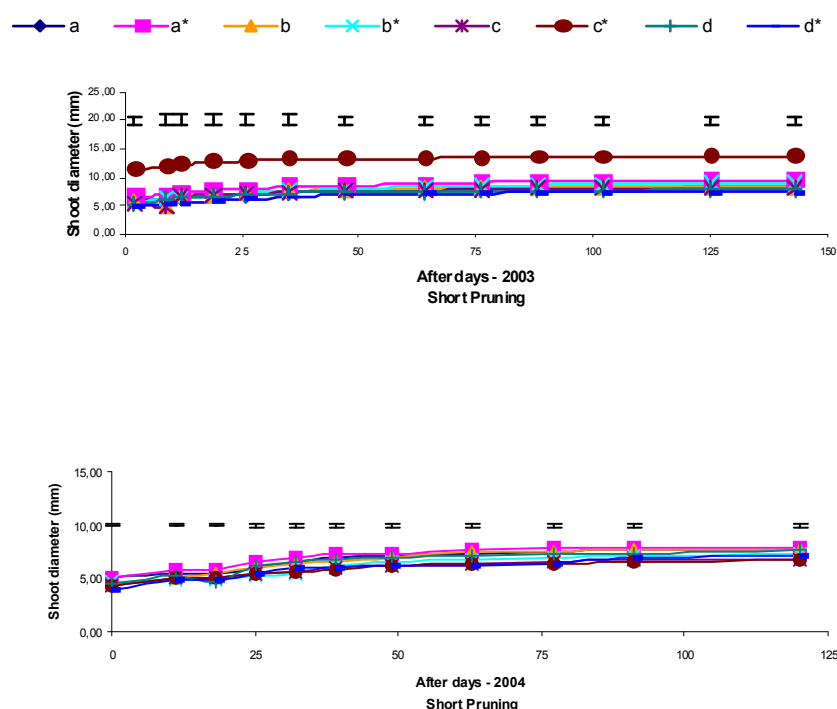 a a* b b* c c* d d*
Shoot diameter (mm)
25,00
20,00
15,00
10,00
5,00
0,00
0 25 50 75 100 125 150
After days - 2003
Short Pruning
Shoot diameter (mm)
15,00
10,00
5,00
0,00
0 25 50 75 100 125
After days - 2004
Short Pruning